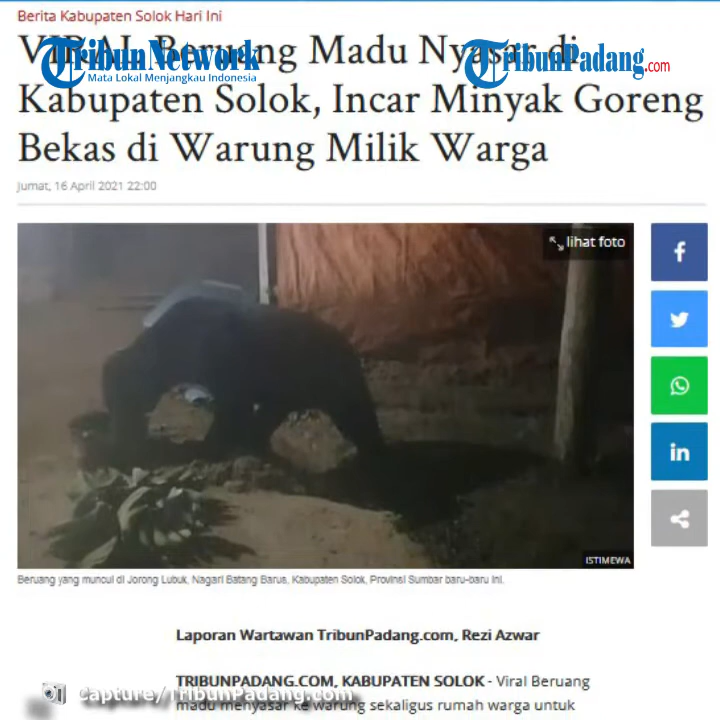 Berita Kabupaten Solok Hari Ini
VIRAL Beruang Madu Nyasar di
TribunNetwork
Mata Lokal Menjangkau Indonesia
TribunPadang.com
Kabupaten Solok, Incar Minyak Goreng
Bekas di Warung Milik Warga
Jumat, 16 April 2021 22:00
lihat foto
ISTIMEWA
Beruang yang muncul di Jorong Lubuk, Nagari Batang Barus, Kabupaten Solok, Provinsi Sumbar baru-baru ini.
Laporan Wartawan TribunPadang.com, Rezi Azwar
TRIBUNPADANG.COM, KABUPATEN SOLOK - Viral Beruang
madu menyasar ke warung sekaligus rumah warga untuk
Capture/TribunPadang.com